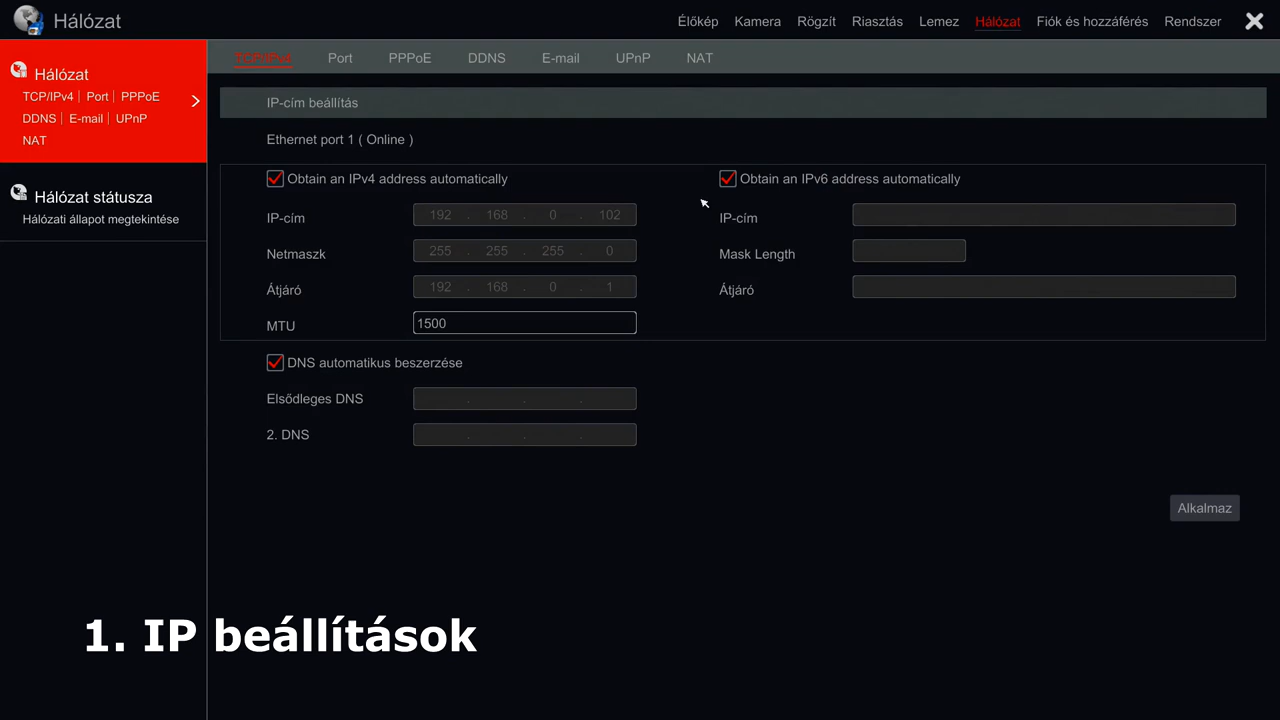 Hálózat
Élőkép Kamera Rögzít Riasztás Lemez Hálózat Fiók és hozzáférés Rendszer
Hálózat
TCP/IPv4 | Port | PPPoE
DDNS | E-mail | UPnP
NAT
Hálózat státusza
Hálózati állapot megtekintése
TCP/IPv4 Port PPPoE DDNS E-mail UPnP NAT
IP-cím beállítás
Ethernet port 1 ( Online )
Obtain an IPv4 address automatically
IP-cím 192 . 168 . 0 . 102
Netmaszk 255 . 255 . 255 . 0
Átjáró 192 . 168 . 0 . 1
MTU 1500
Obtain an IPv6 address automatically
IP-cím
Mask Length
Átjáró
DNS automatikus beszerzése
Elsődleges DNS . . .
2. DNS . . .
Alkalmaz
1. IP beállítások